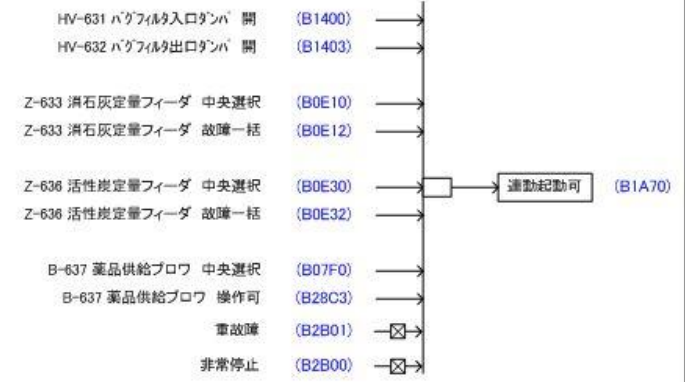 HV-631 ﾊﾞｸﾞﾌｨﾙﾀ入口ﾀﾞﾝﾊﾟ 開 (B1400)
HV-632 ﾊﾞｸﾞﾌｨﾙﾀ出口ﾀﾞﾝﾊﾟ 開 (B1403)
Z-633 消石灰定量フィーダ 中央選択 (B0E10)
Z-633 消石灰定量フィーダ 故障一括 (B0E12)
Z-636 活性炭定量フィーダ 中央選択 (B0E30)
連動起動可 (B1A70)
Z-636 活性炭定量フィーダ 故障一括 (B0E32)
B-637 薬品供給ブロワ 中央選択 (B07F0)
B-637 薬品供給ブロワ 操作可 (B28C3)
重故障 (B2B01)
非常停止 (B2B00)